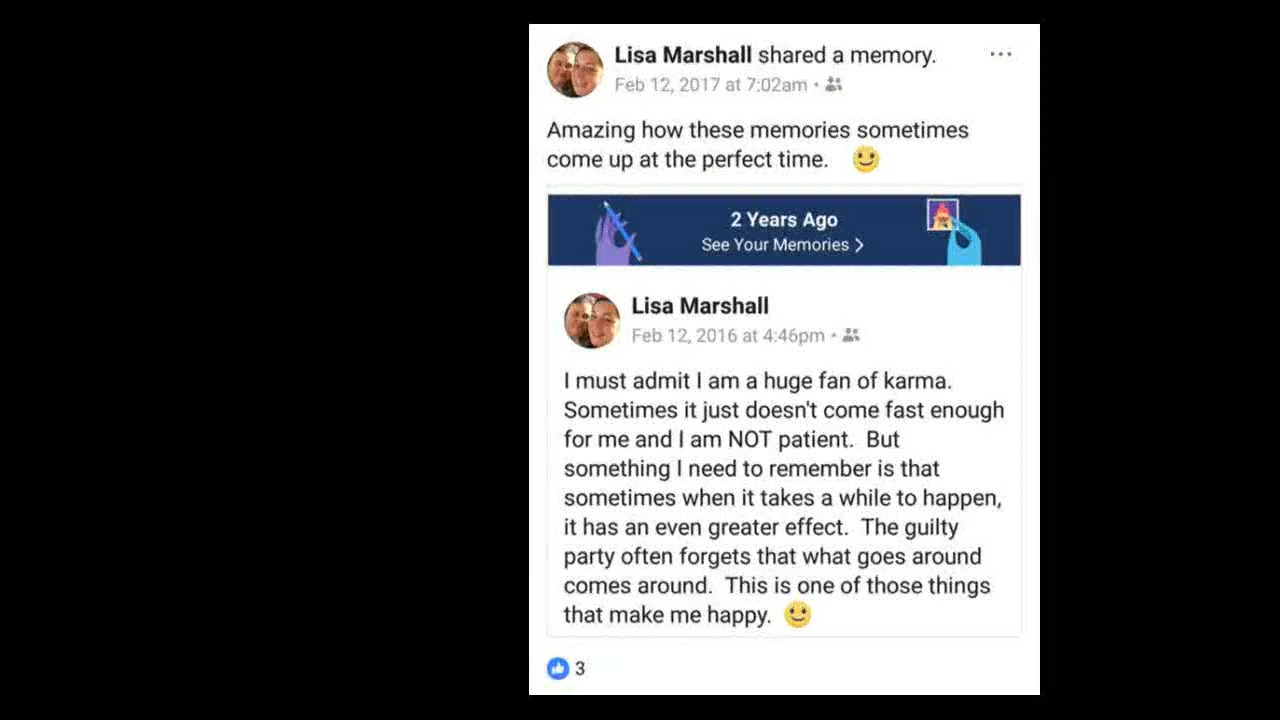 Lisa Marshall shared a memory.
Feb 12, 2017 at 7:02am •
Amazing how these memories sometimes
come up at the perfect time. 🙂
2 Years Ago
See Your Memories >
Lisa Marshall
Feb 12, 2016 at 4:46pm •
I must admit I am a huge fan of karma.
Sometimes it just doesn't come fast enough
for me and I am NOT patient.  But
something I need to remember is that
sometimes when it takes a while to happen,
it has an even greater effect.  The guilty
party often forgets that what goes around
comes around.  This is one of those things
that make me happy. 🙂
3